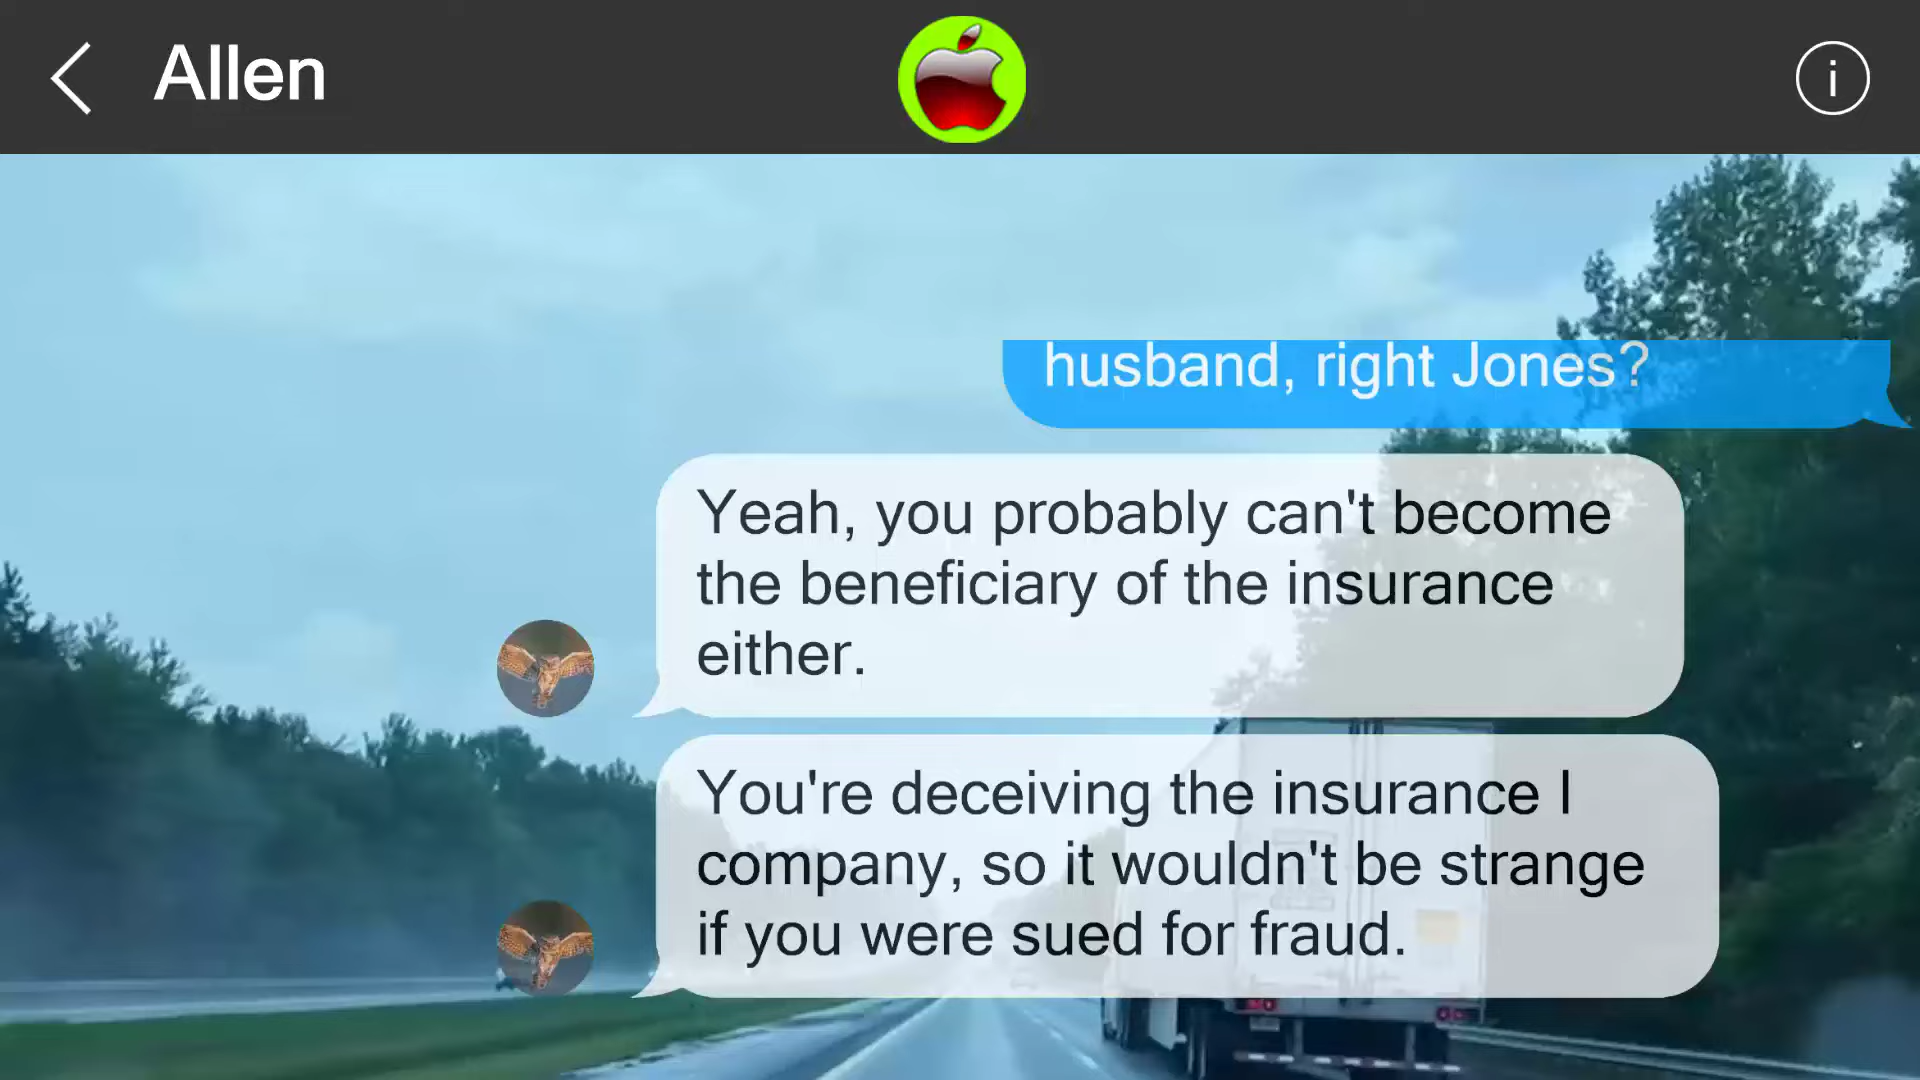 Allen
i
husband, right Jones?
Yeah, you probably can't become
the beneficiary of the insurance
either.
You're deceiving the insurance I
company, so it wouldn't be strange
if you were sued for fraud.